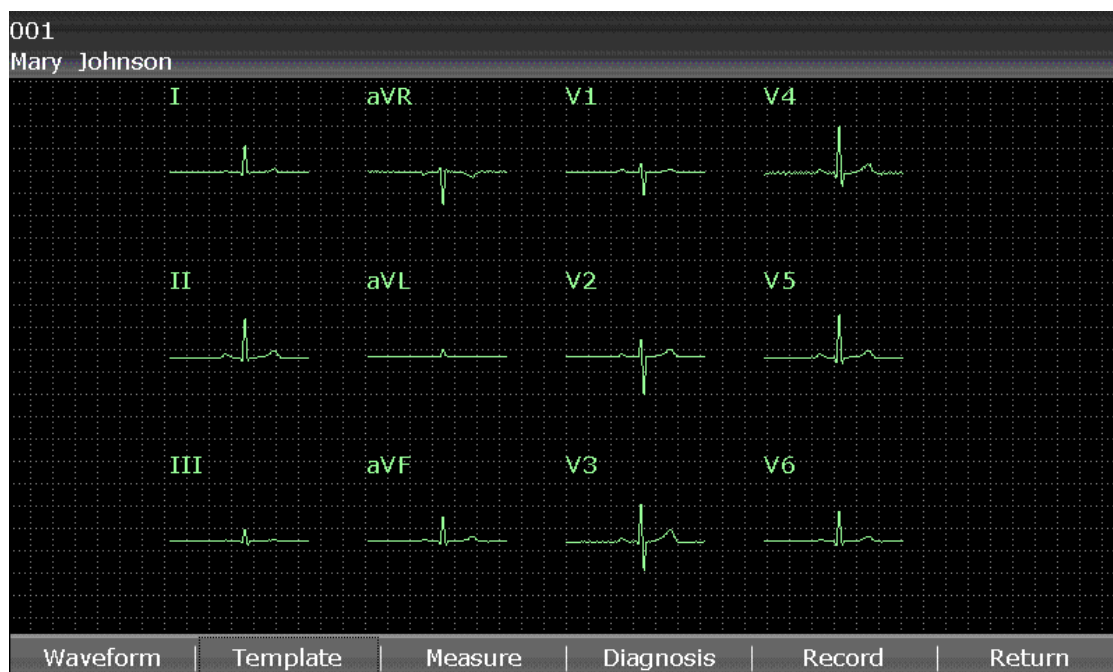 001
Mary Johnson
I aVR V1 V4
II aVL V2 V5
III aVF V3 V6
Waveform Template Measure Diagnosis Record Return